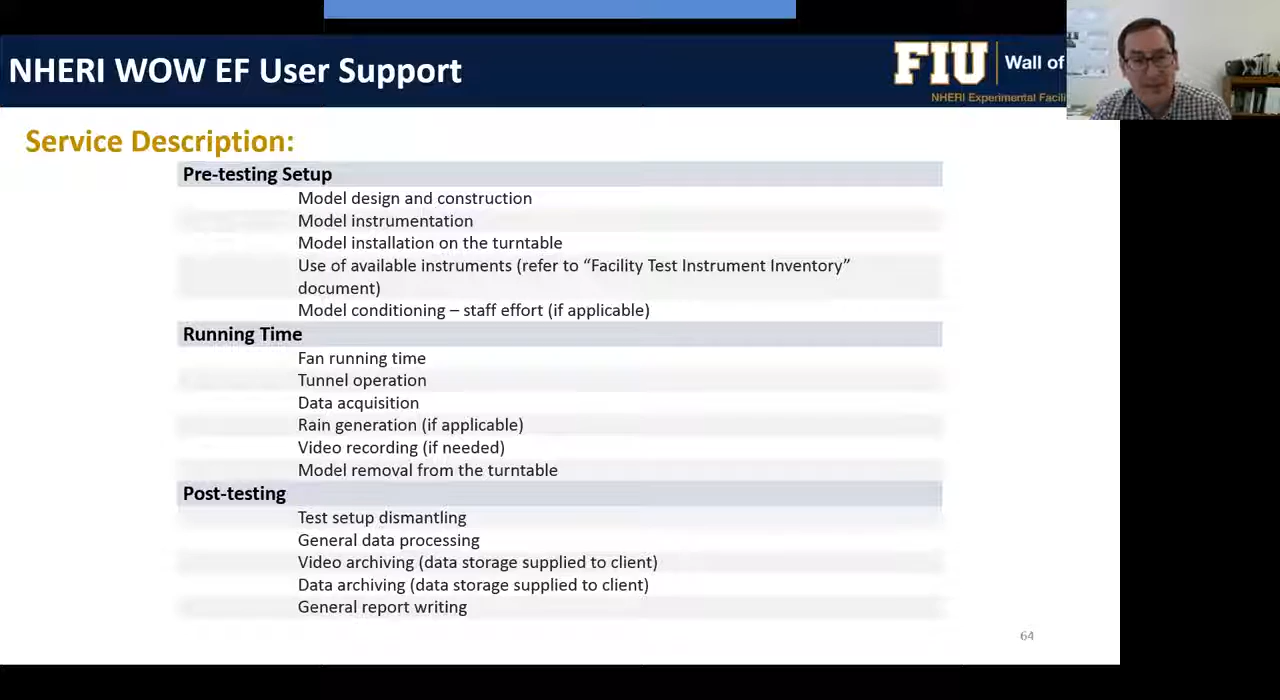 NHERI WOW EF User Support
FIU
Wall of
NHERI Experimental Facili
Service Description:
Pre-testing Setup
Model design and construction
Model instrumentation
Model installation on the turntable
Use of available instruments (refer to “Facility Test Instrument Inventory”
document)
Model conditioning – staff effort (if applicable)
Running Time
Fan running time
Tunnel operation
Data acquisition
Rain generation (if applicable)
Video recording (if needed)
Model removal from the turntable
Post-testing
Test setup dismantling
General data processing
Video archiving (data storage supplied to client)
Data archiving (data storage supplied to client)
General report writing
64